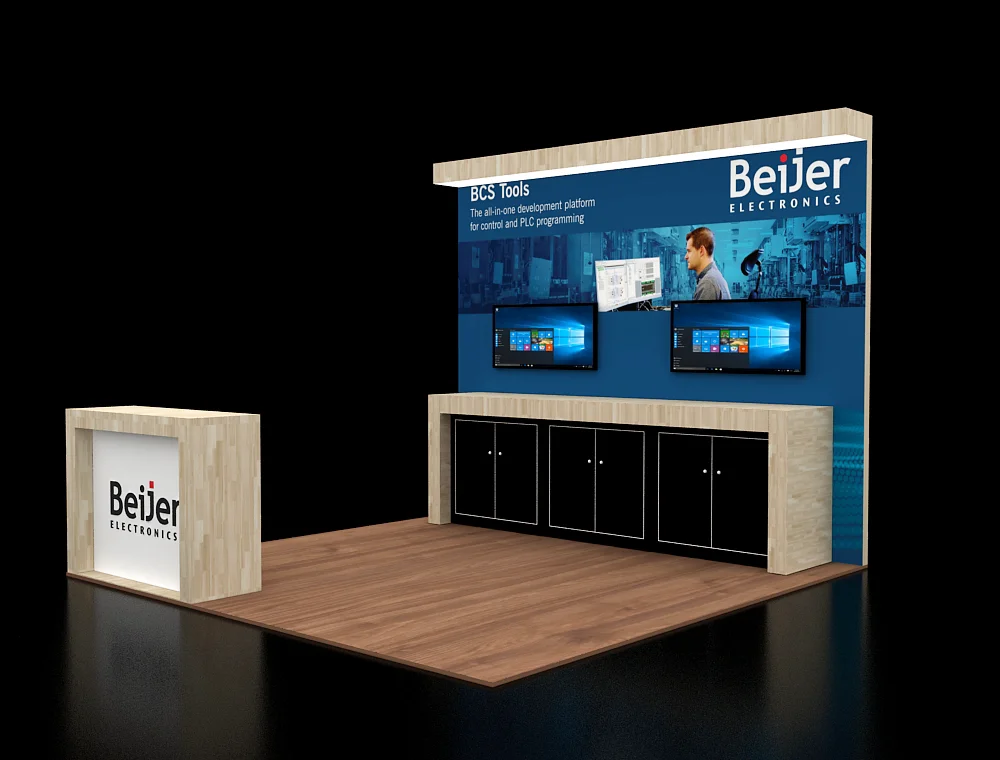 BCS Tools
The all-in-one development platform
for control and PLC programming
Beijer
ELECTRONICS
Beijer
ELECTRONICS